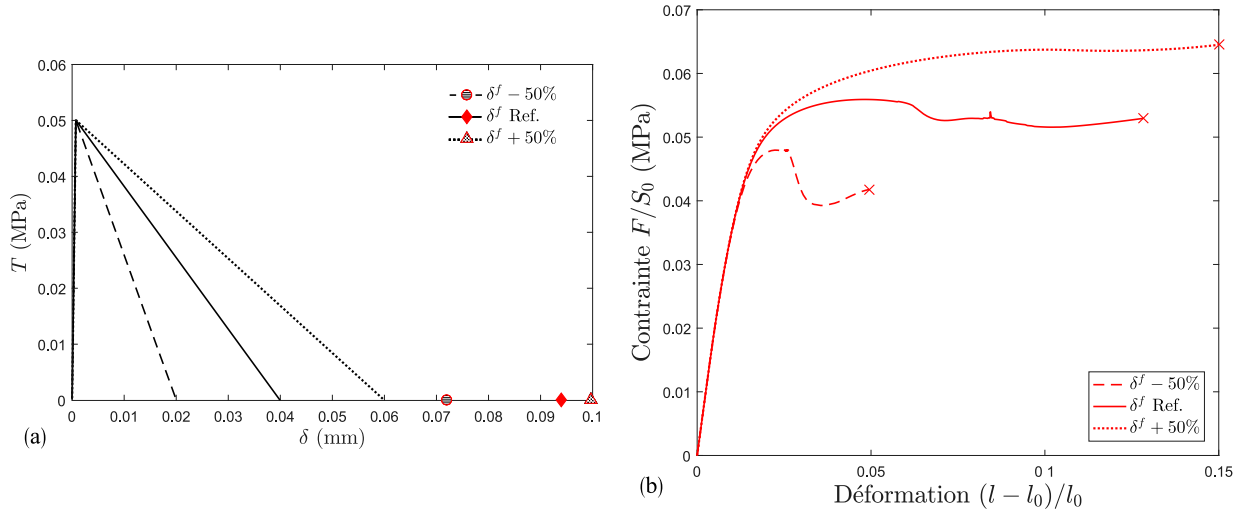 0.06
0.05
0.04
0.03
0.02
0.01
0
T (MPa)
0 0.01 0.02 0.03 0.04 0.05 0.06 0.07 0.08 0.09 0.1
δ (mm)
δ^f − 50%
δ^f Ref.
δ^f + 50%
(a)
0.07
0.06
0.05
0.04
0.03
0.02
0.01
0
Contrainte F/S₀ (MPa)
0 0.05 0.1 0.15
Déformation (l − l₀)/l₀
δ^f − 50%
δ^f Ref.
δ^f + 50%
(b)